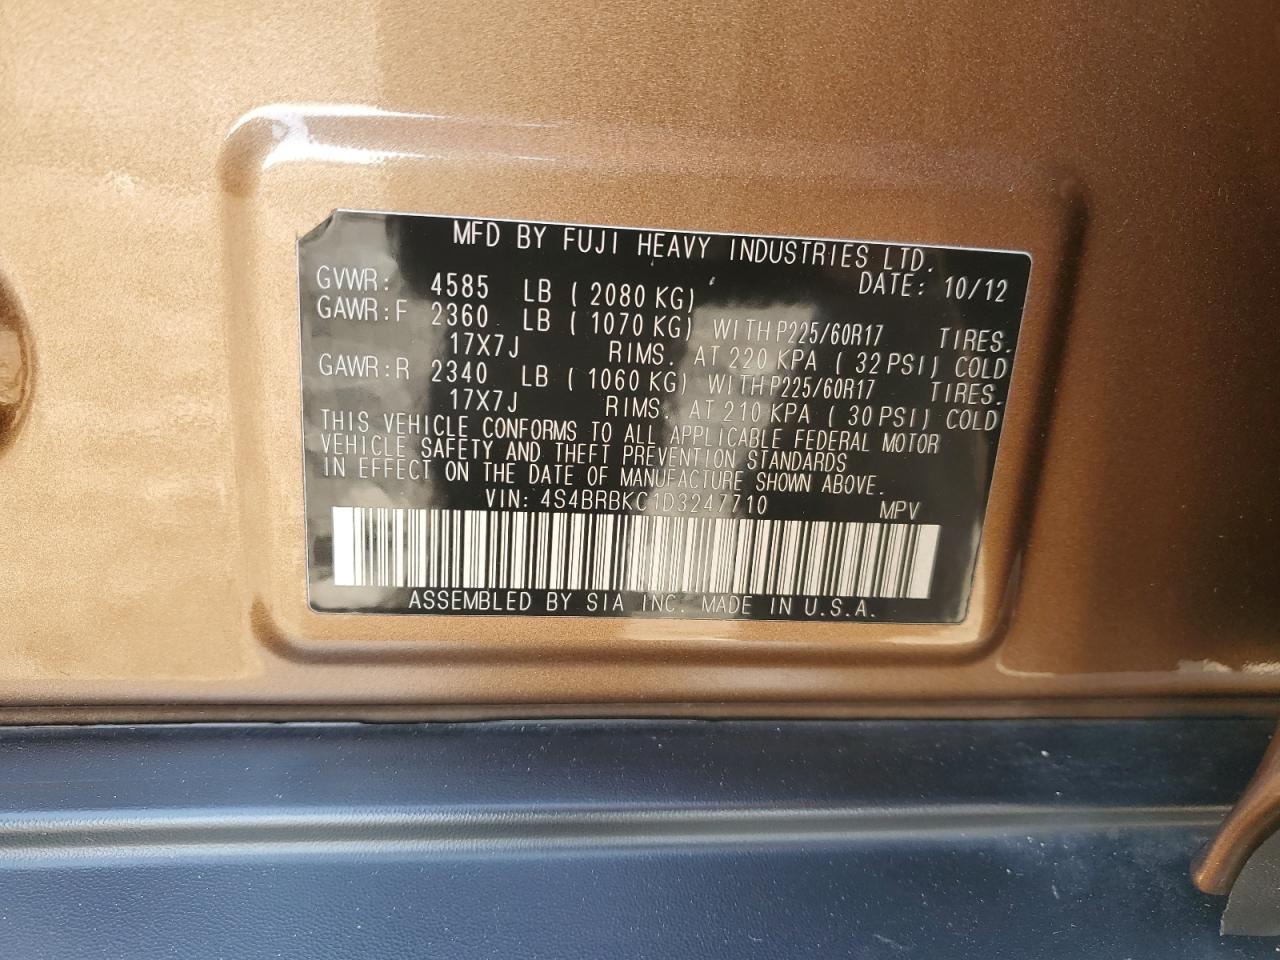 MFD BY FUJI HEAVY INDUSTRIES LTD.
DATE: 10/12
GVWR: 4585 LB ( 2080 KG)
GAWR:F 2360 LB ( 1070 KG) WITH P225/60R17 TIRES.
17X7J RIMS. AT 220 KPA ( 32 PSI) COLD
GAWR:R 2340 LB ( 1060 KG) WITH P225/60R17 TIRES.
17X7J RIMS. AT 210 KPA ( 30 PSI) COLD
THIS VEHICLE CONFORMS TO ALL APPLICABLE FEDERAL MOTOR
VEHICLE SAFETY AND THEFT PREVENTION STANDARDS
IN EFFECT ON THE DATE OF MANUFACTURE SHOWN ABOVE.
VIN: 4S4BRBKC1D3247710 MPV
ASSEMBLED BY SIA INC. MADE IN U.S.A.